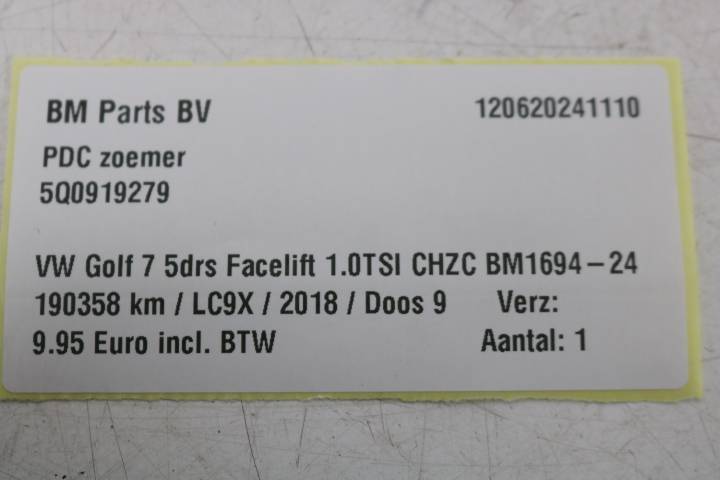 BM Parts BV 120620241110
PDC zoemer
5Q0919279
VW Golf 7 5drs Facelift 1.0TSI CHZC BM1694-24
190358 km / LC9X / 2018 / Doos 9 Verz:
9.95 Euro incl. BTW Aantal: 1